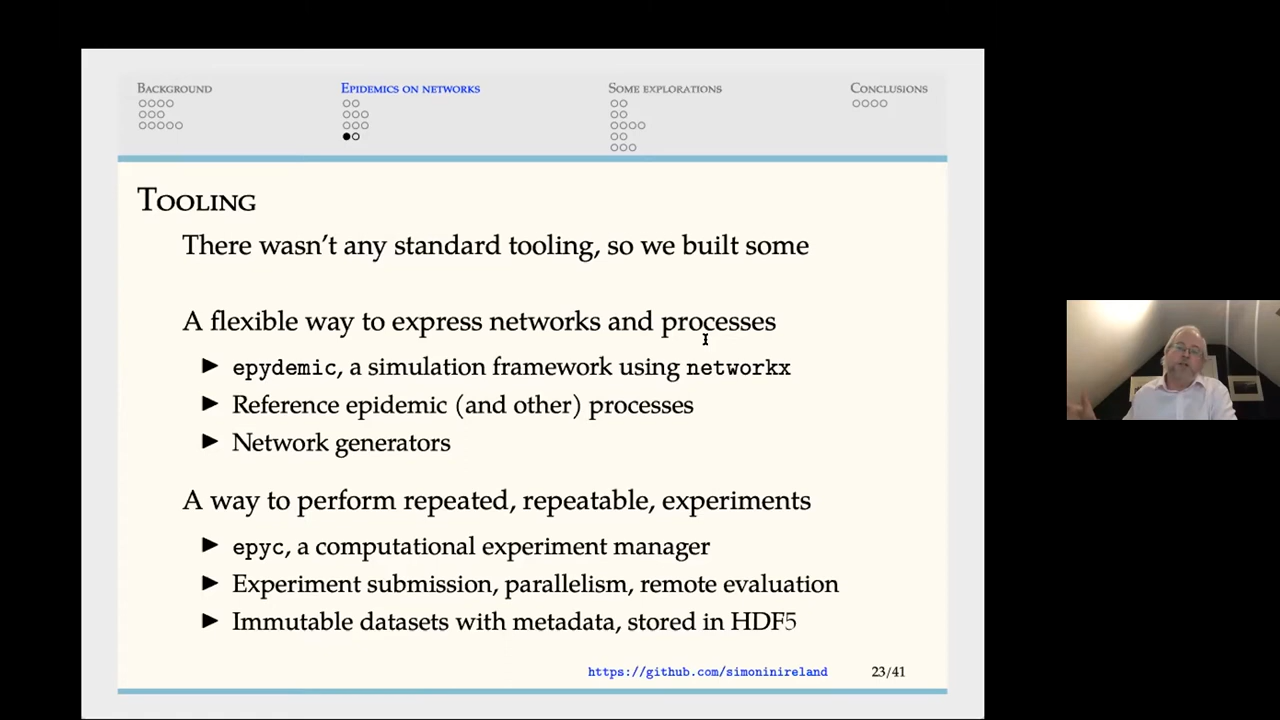 BACKGROUND
EPIDEMICS ON NETWORKS
SOME EXPLORATIONS
CONCLUSIONS
TOOLING
There wasn't any standard tooling, so we built some
A flexible way to express networks and processes
epydemic, a simulation framework using networkx
Reference epidemic (and other) processes
Network generators
A way to perform repeated, repeatable, experiments
epyc, a computational experiment manager
Experiment submission, parallelism, remote evaluation
Immutable datasets with metadata, stored in HDF5
https://github.com/simoninireland 23/41